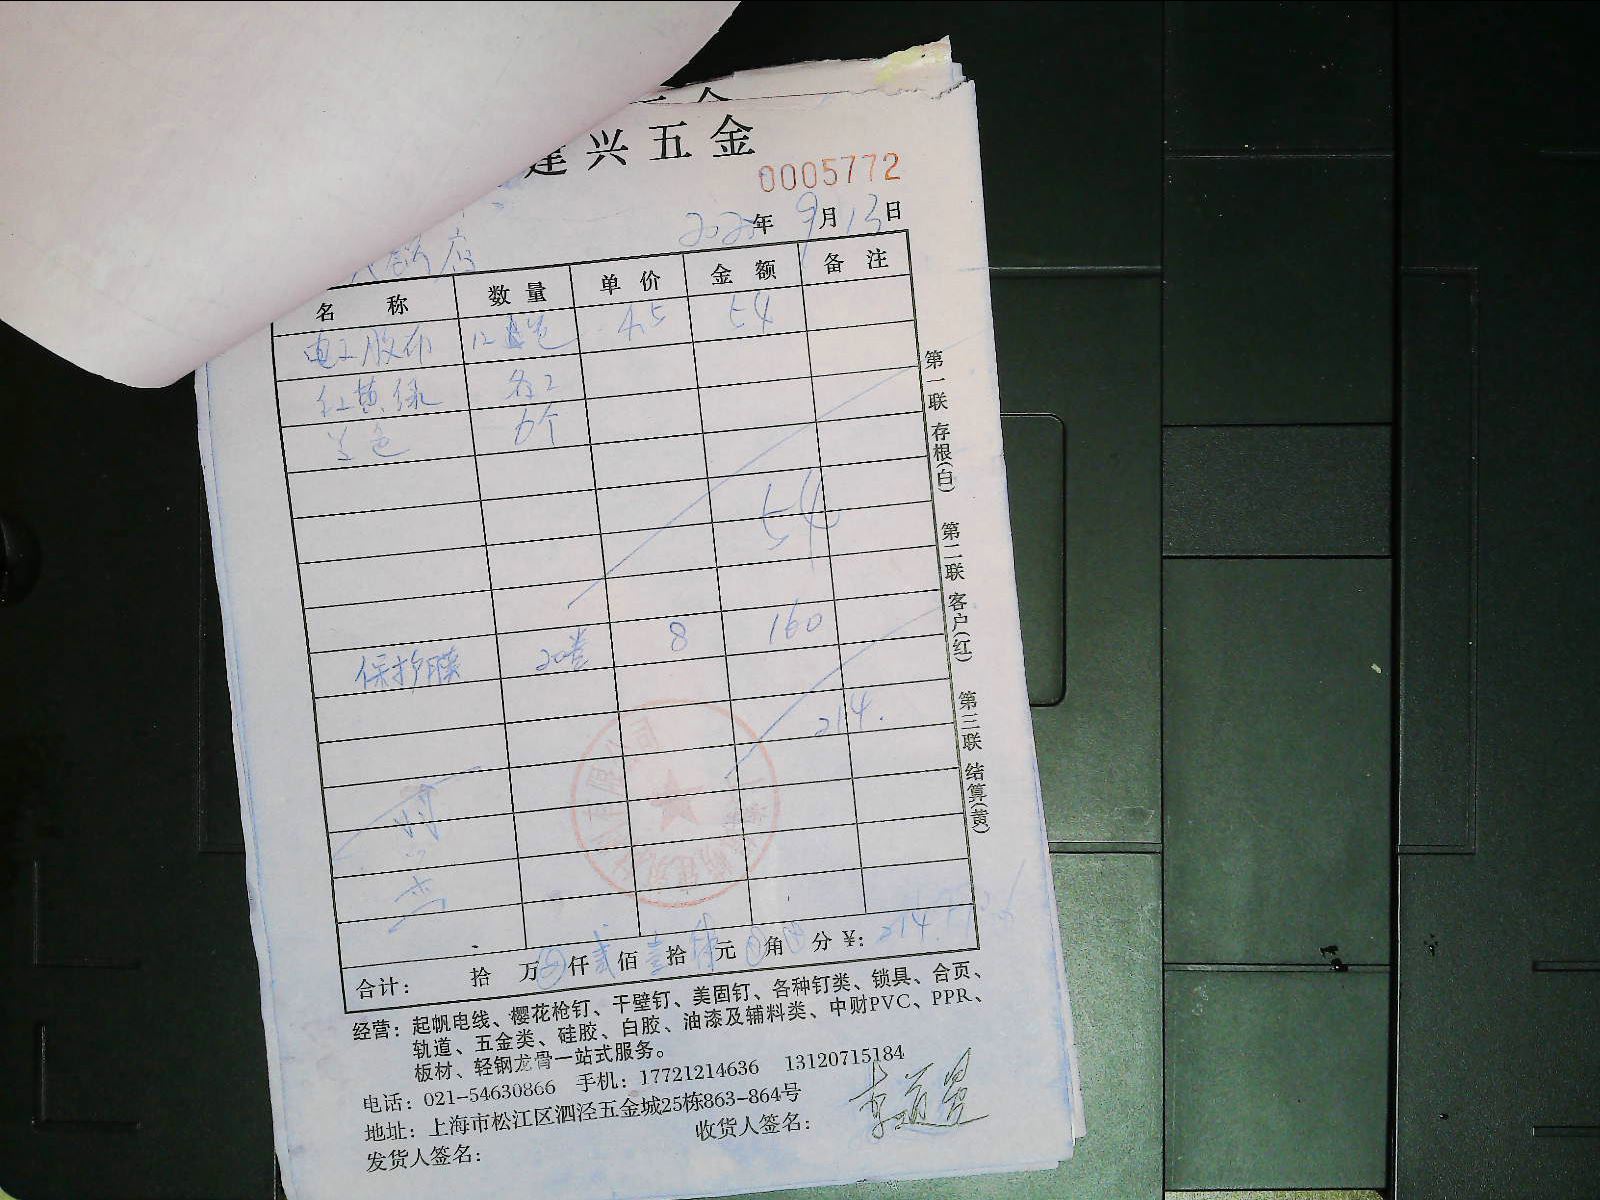 建兴五金
0005772
2025年9月13日
名称 数量 单价 金额 备注
电工胶布 12 4.5 54
红黄绿 各2
兰色 6个
54
保护膜 20卷 8 160
214.
合计: 拾 万 仟 贰佰 壹拾 肆元 角 分 ¥: 214
经营: 起帆电线、樱花枪钉、干壁钉、美固钉、各种钉类、锁具、合页、
轨道、五金类、硅胶、白胶、油漆及辅料类、中财PVC、PPR、
板材、轻钢龙骨一站式服务。
电话: 021-54630866 手机: 17721214636 13120715184
地址: 上海市松江区泗泾五金城25栋863-864号
发货人签名: 收货人签名:
第一联 存根(白) 第二联 客户(红) 第三联 结算(黄)